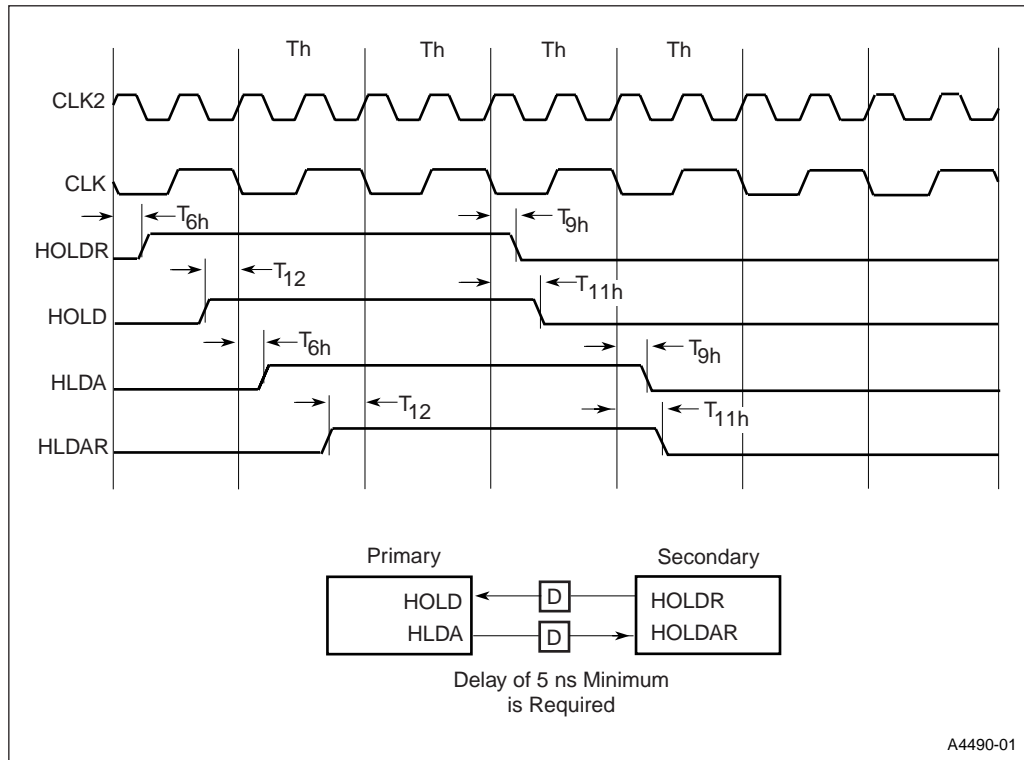 Th Th Th Th
CLK2
CLK
T6h T9h
HOLDR
T12 T11h
HOLD
T6h T9h
HLDA
T12 T11h
HLDAR
Primary Secondary
HOLD D HOLDR
HLDA D HOLDAR
Delay of 5 ns Minimum
is Required
A4490-01